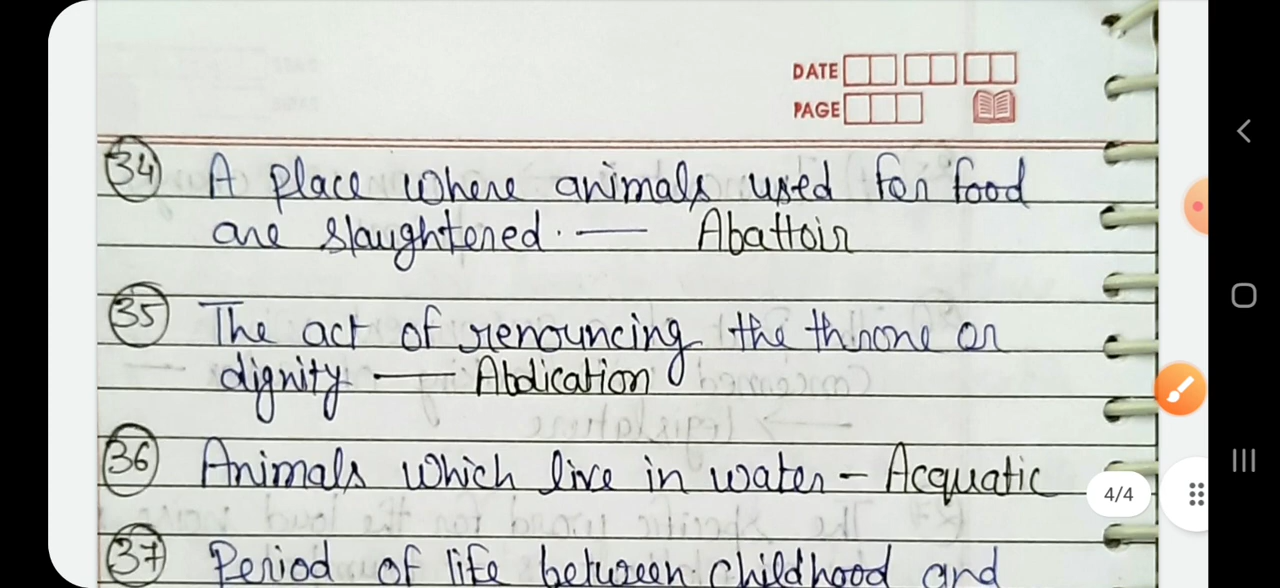 DATE
PAGE
34 A place where animals used for food
are slaughtered. — Abattoir
35 The act of renouncing the throne or
dignity — Abdication
36 Animals which live in water - Acquatic
4/4
37 Period of life between childhood and